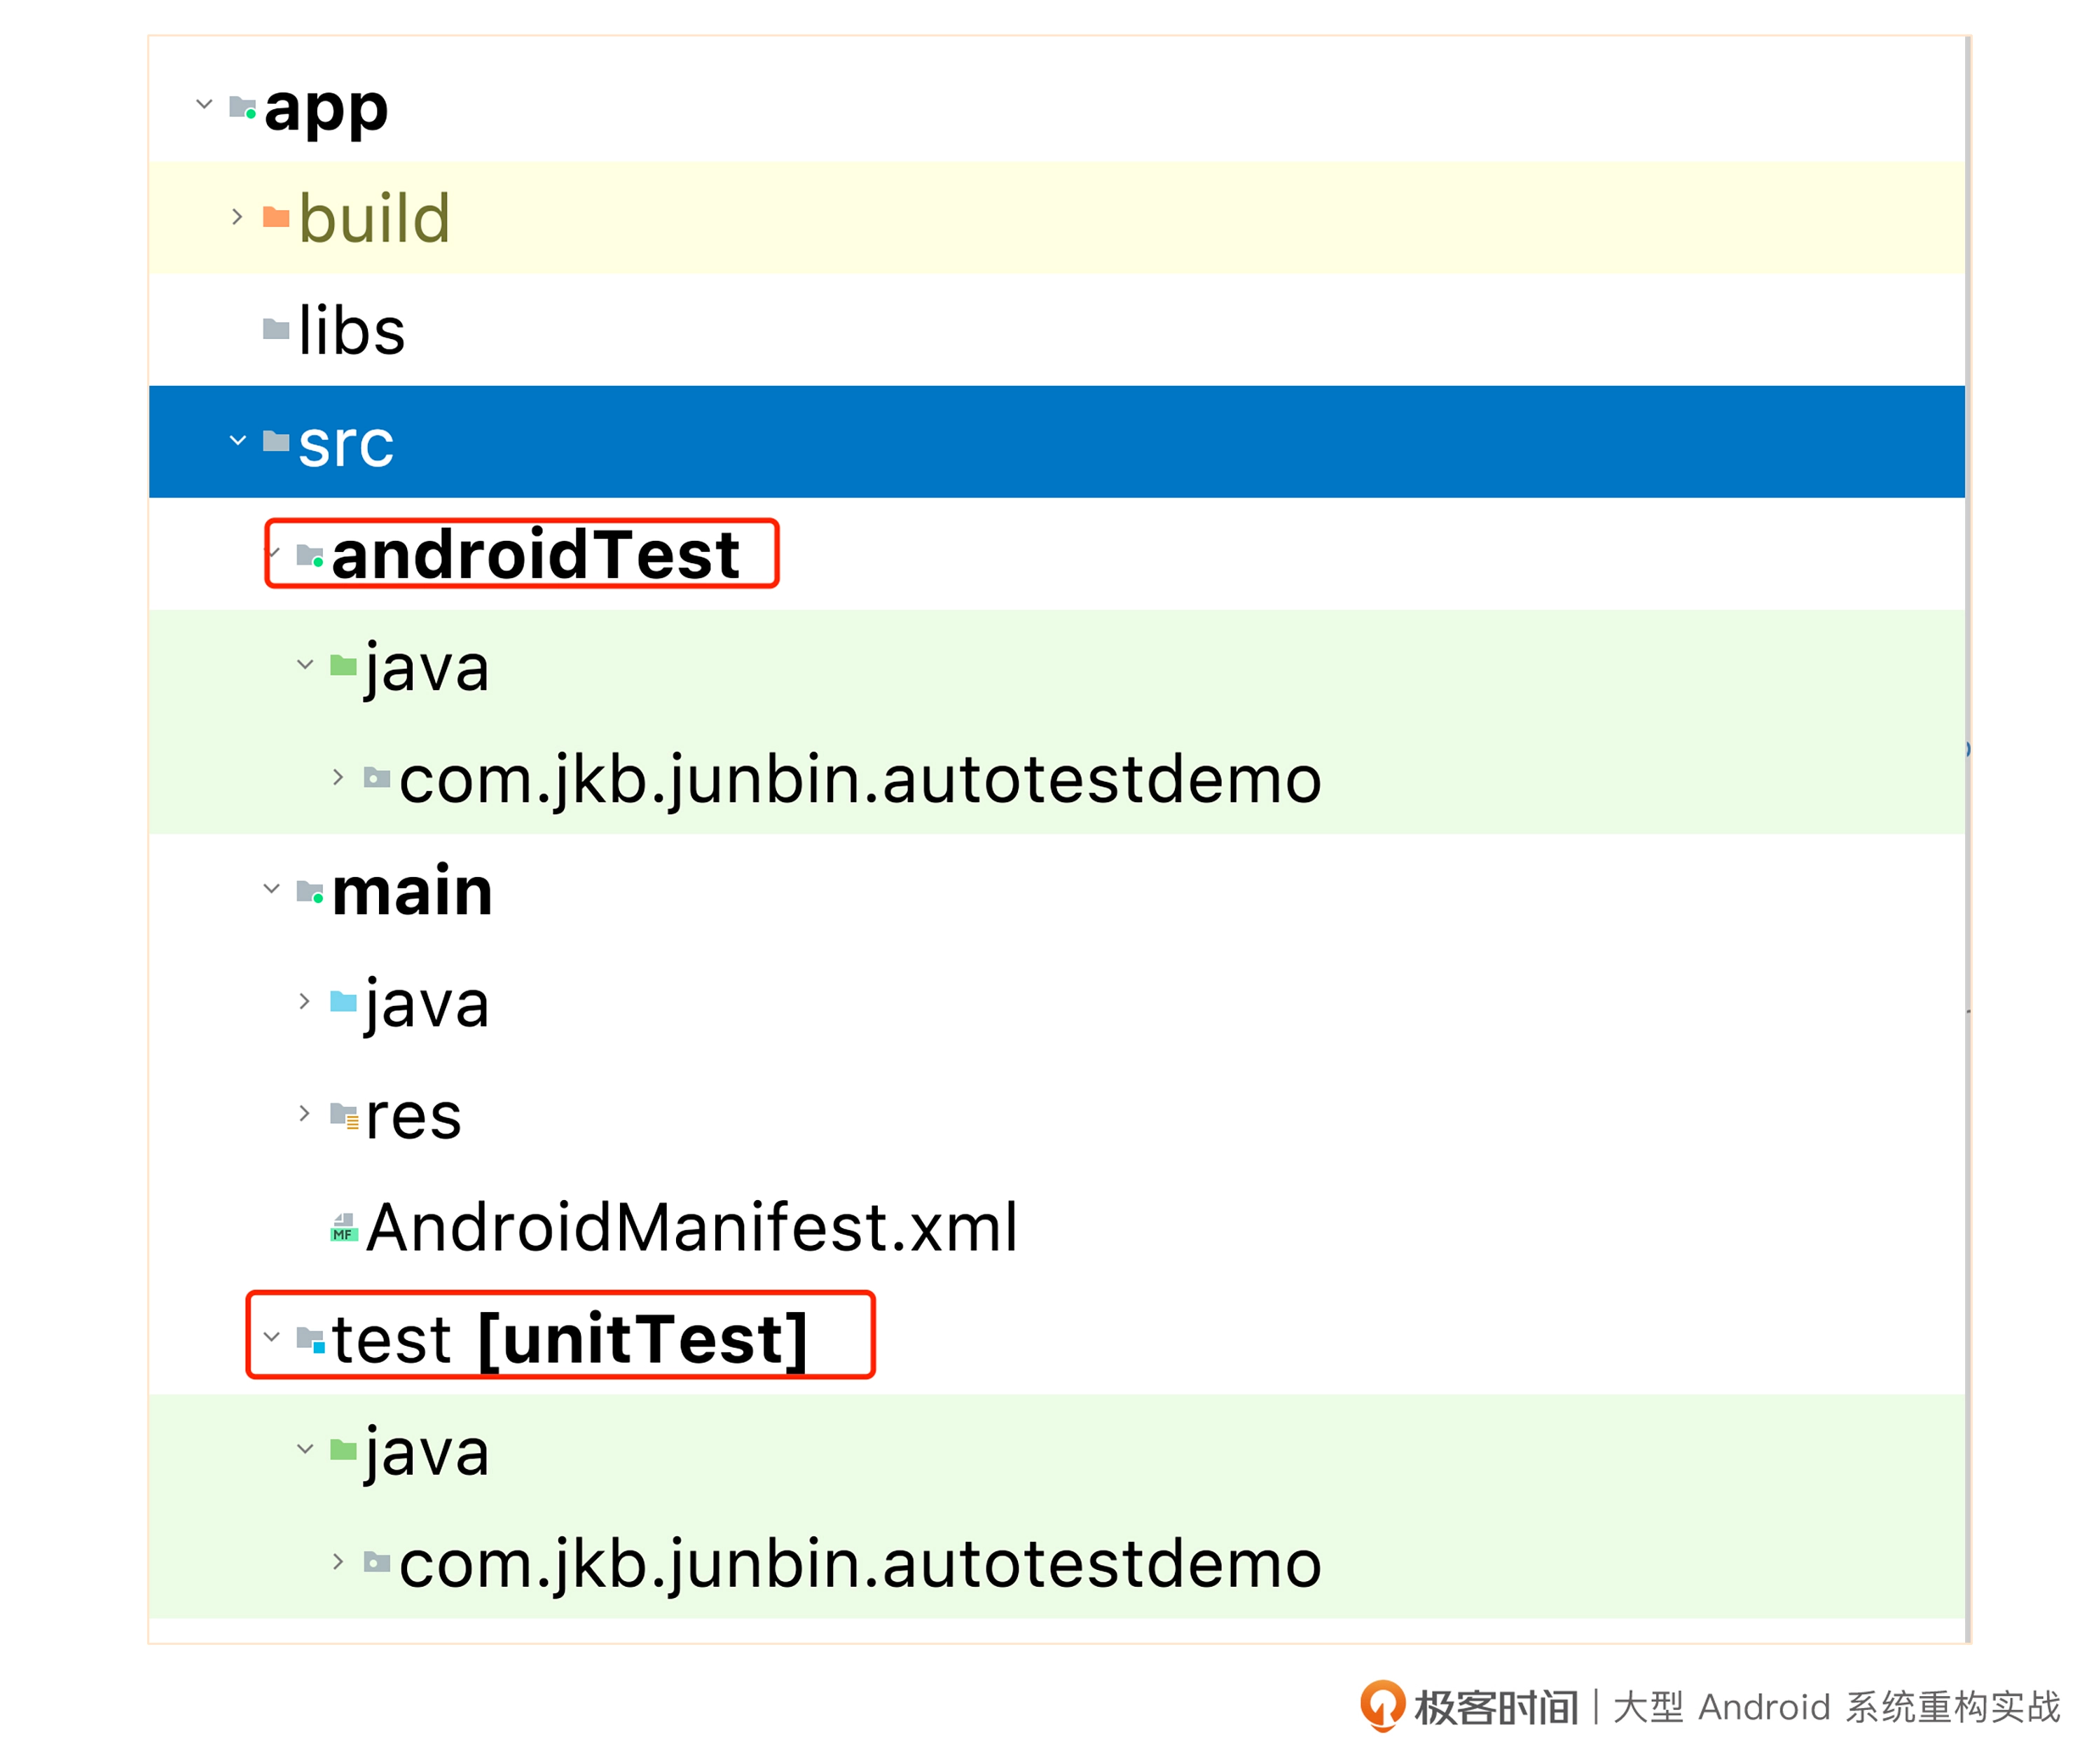 app
build
libs
src
androidTest
java
com.jkb.junbin.autotestdemo
main
java
res
MF AndroidManifest.xml
test [unitTest]
java
com.jkb.junbin.autotestdemo
极客时间 | 大型 Android 系统重构实战